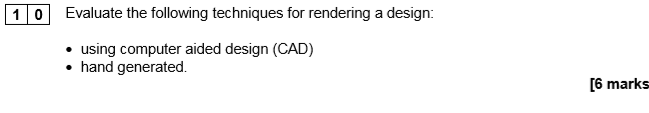 1 0 Evaluate the following techniques for rendering a design:
• using computer aided design (CAD)
• hand generated.
[6 marks